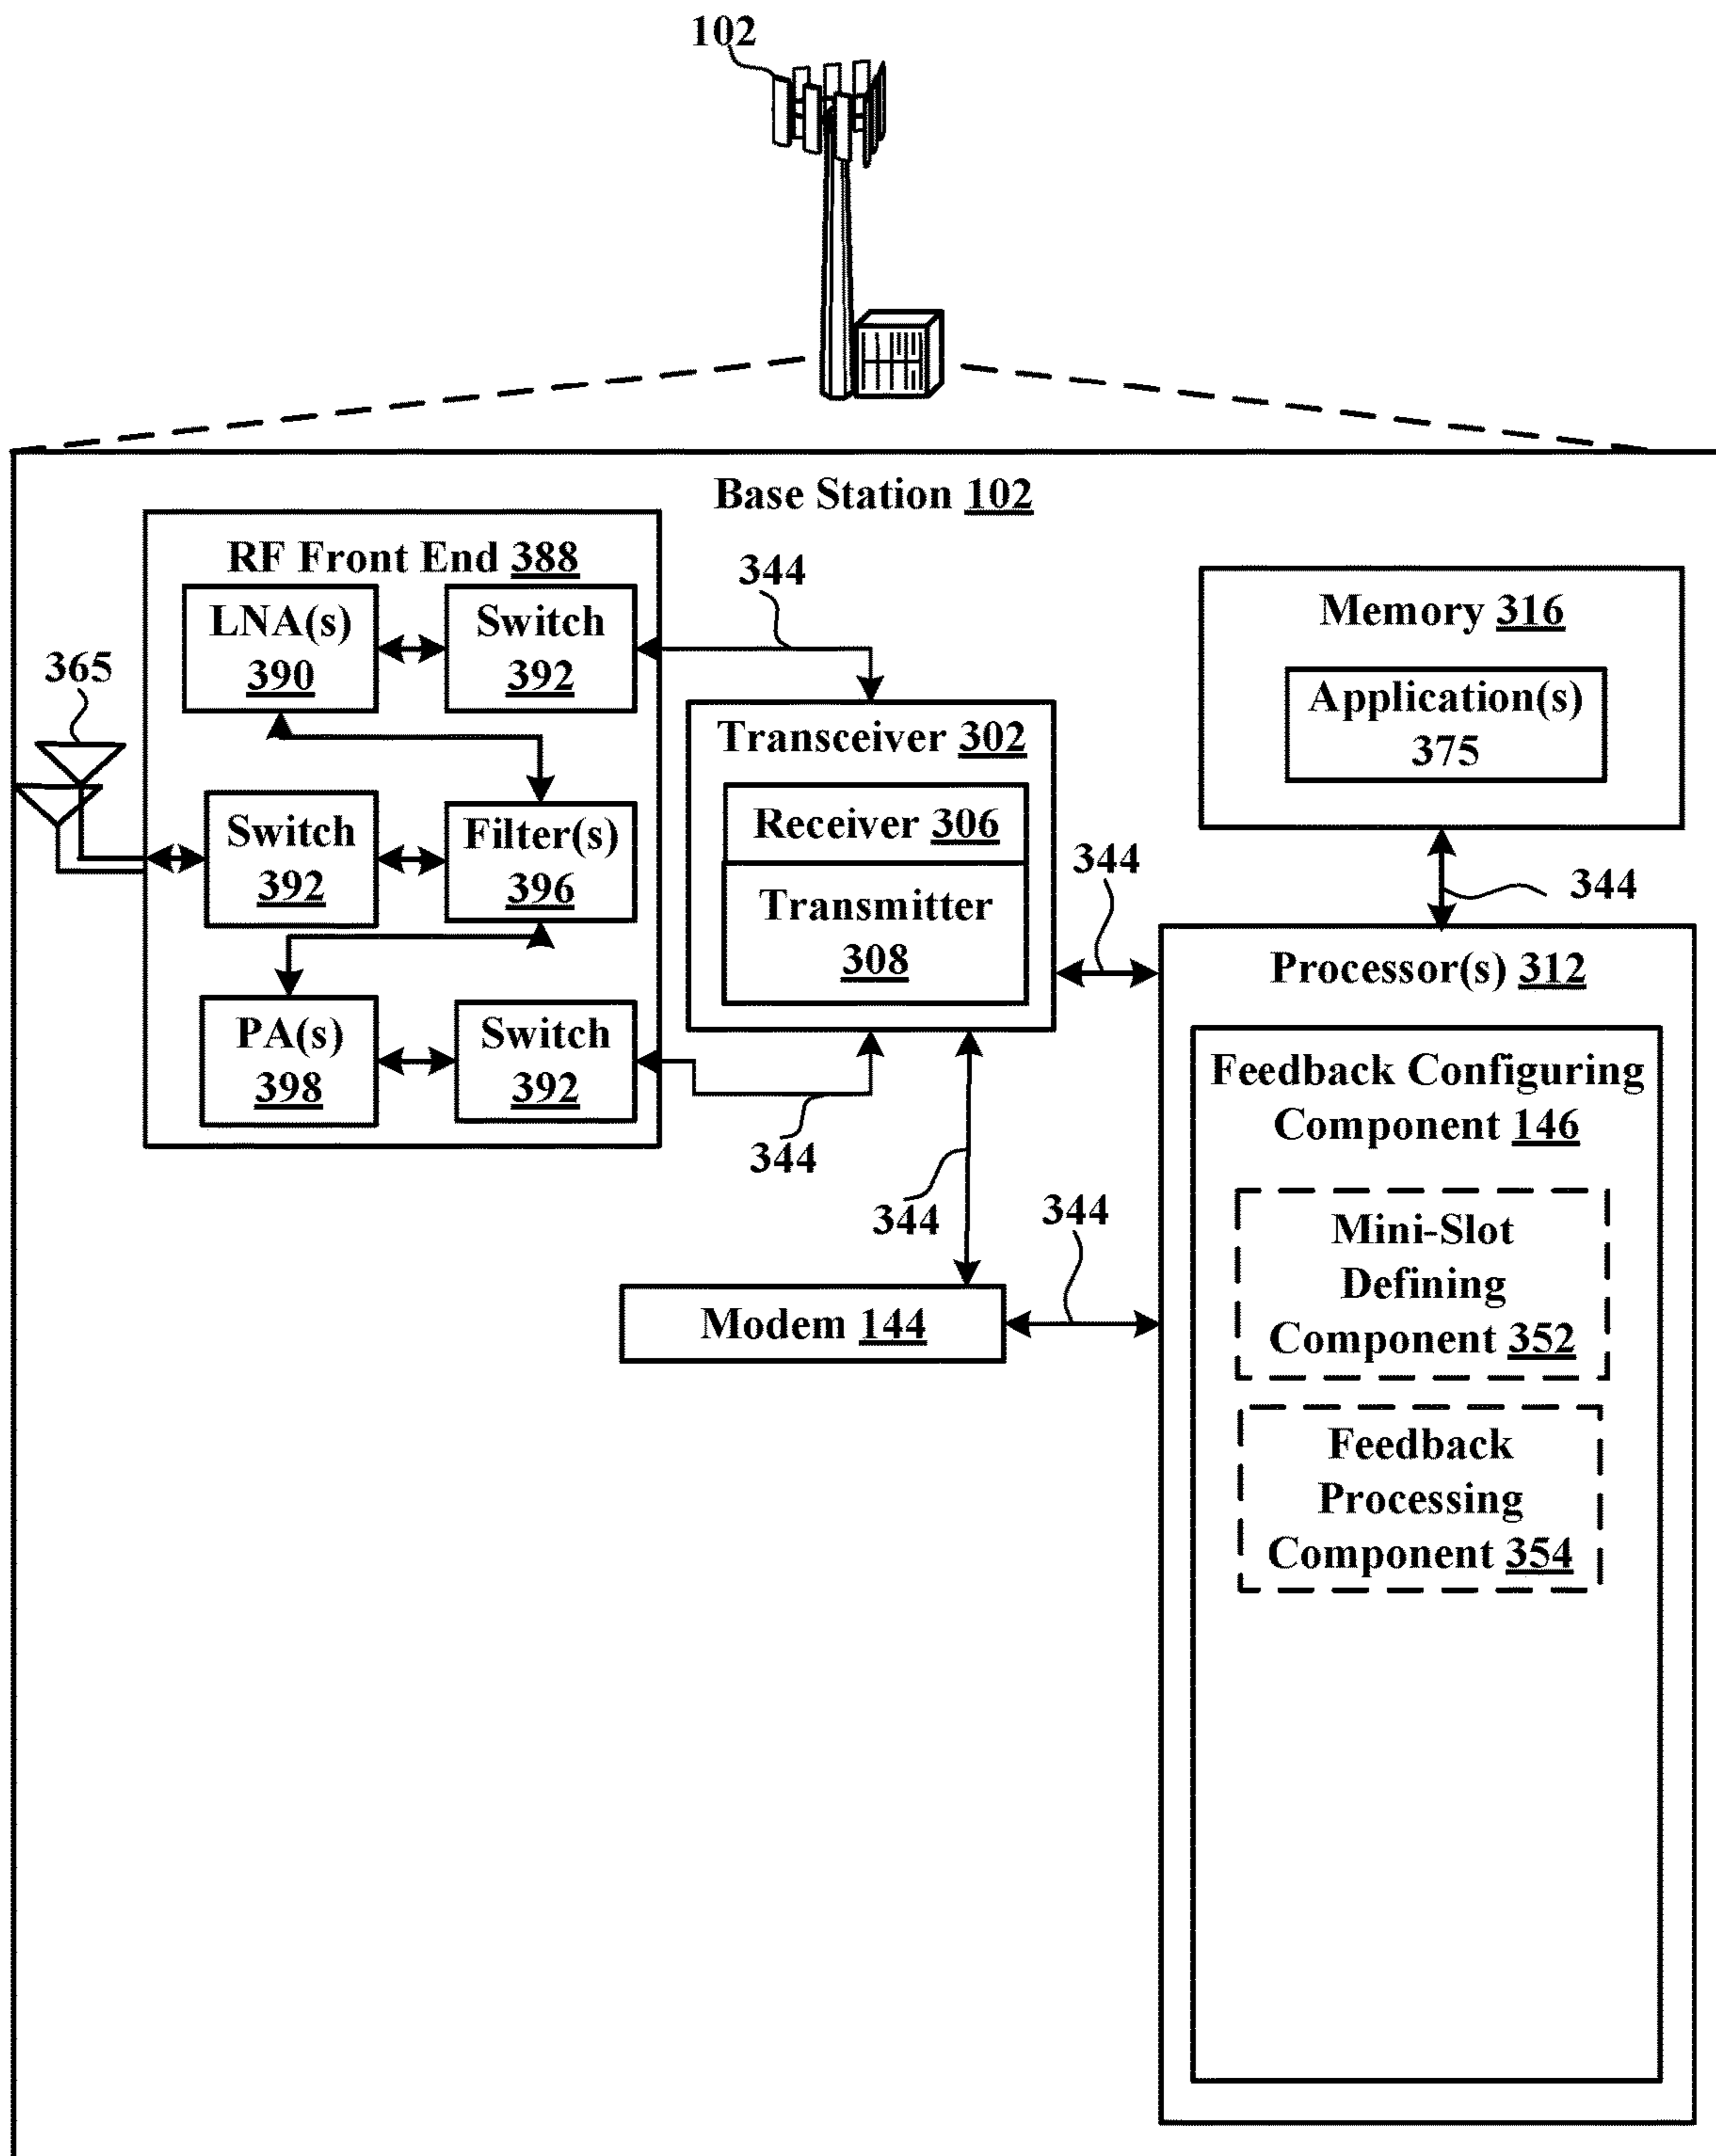 102
Base Station 102
RF Front End 388
LNA(s)
390
Switch
392
344
365
Switch
392
Filter(s)
396
PA(s)
398
Switch
392
344
Transceiver 302
Receiver 306
Transmitter
308
344
344
Modem 144
344
Memory 316
Application(s)
375
344
Processor(s) 312
Feedback Configuring
Component 146
Mini-Slot
Defining
Component 352
Feedback
Processing
Component 354